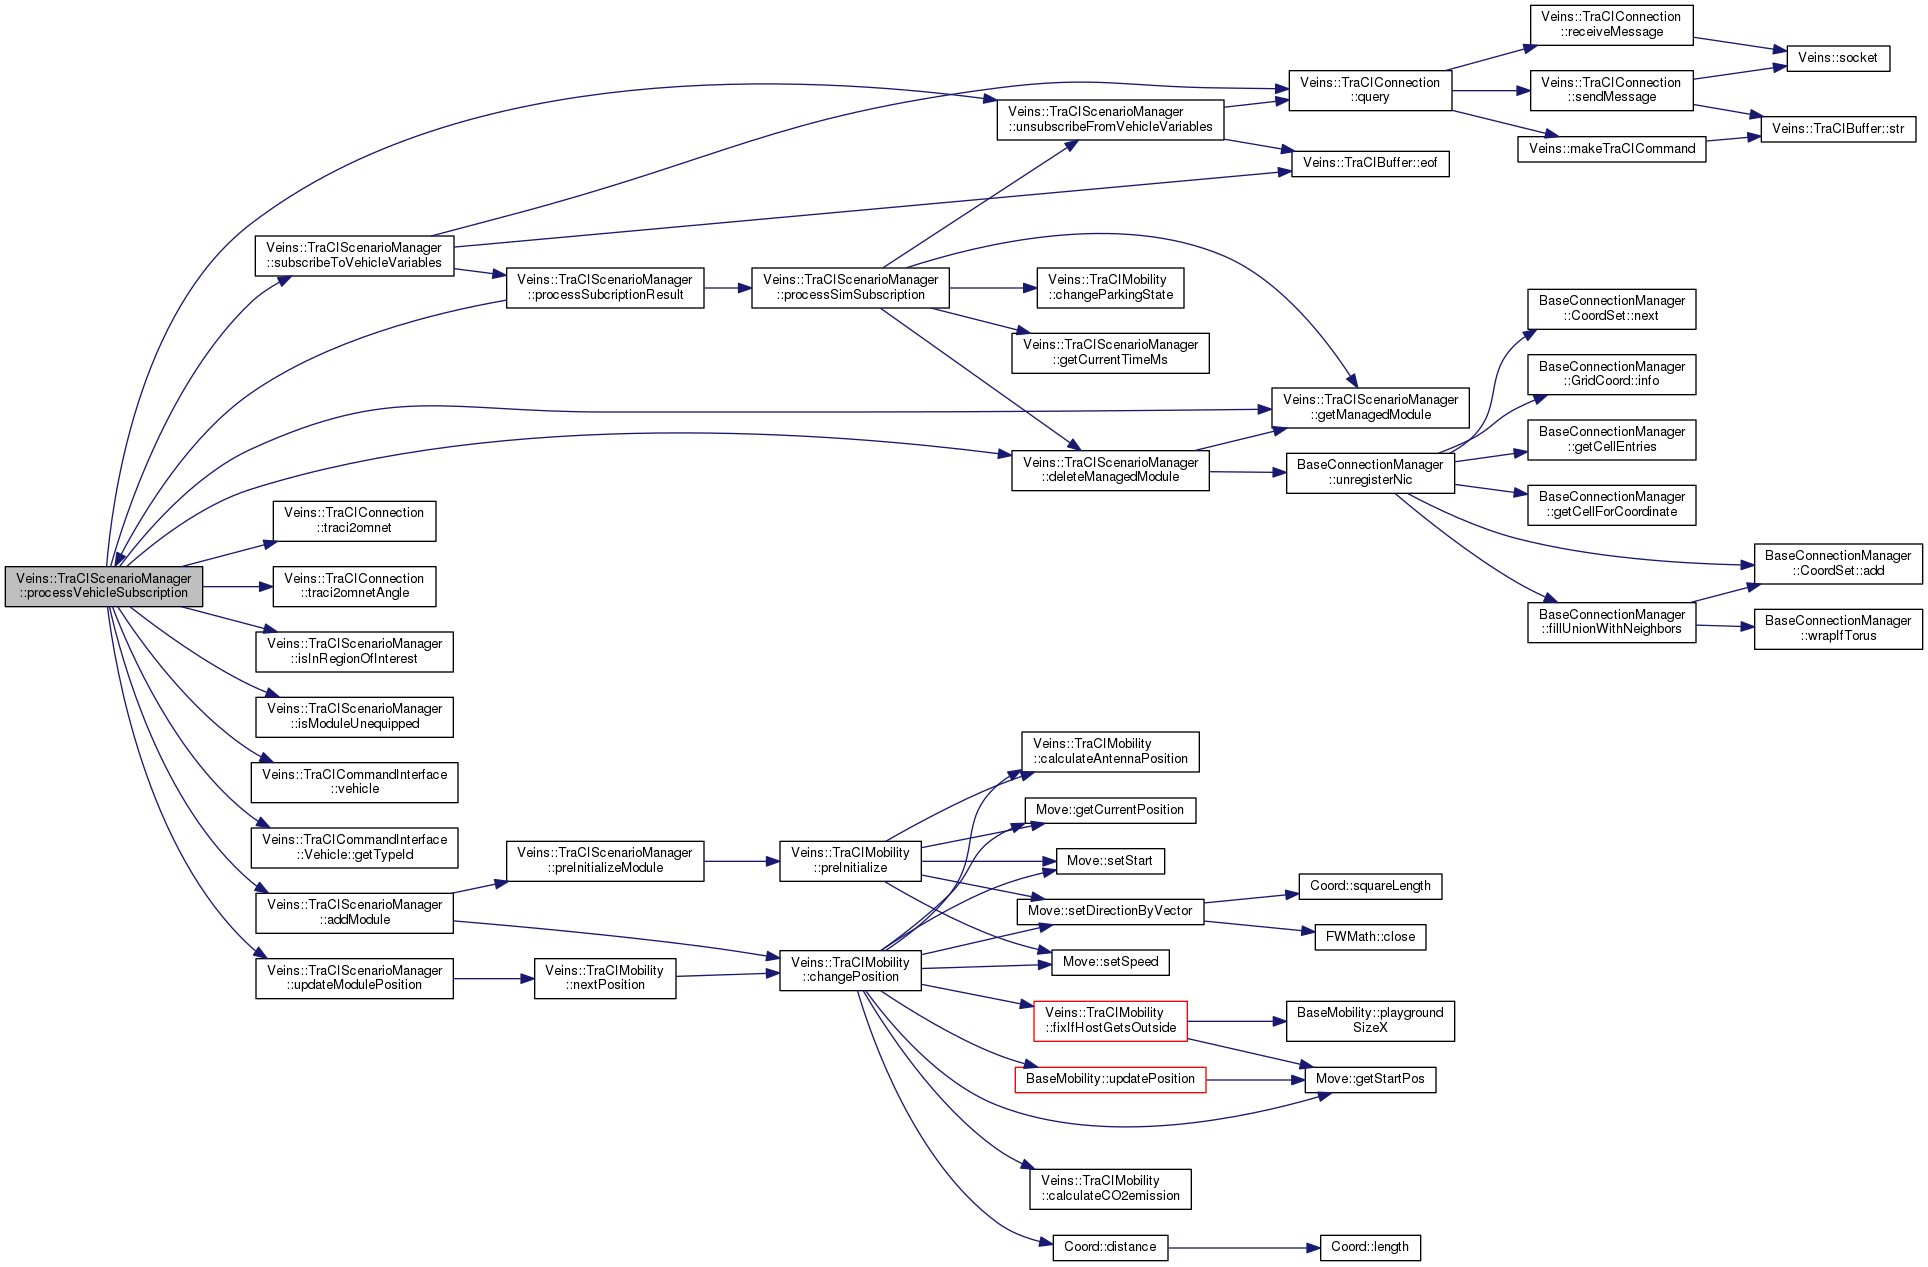 Veins::TraCIConnection
::receiveMessage
Veins::socket
Veins::TraCIConnection
::query
Veins::TraCIConnection
::sendMessage
Veins::TraCIScenarioManager
::unsubscribeFromVehicleVariables
Veins::TraCIBuffer::str
Veins::makeTraCICommand
Veins::TraCIBuffer::eof
Veins::TraCIScenarioManager
::subscribeToVehicleVariables
Veins::TraCIScenarioManager
::processSubcriptionResult
Veins::TraCIScenarioManager
::processSimSubscription
Veins::TraCIMobility
::changeParkingState
BaseConnectionManager
::CoordSet::next
Veins::TraCIScenarioManager
::getCurrentTimeMs
BaseConnectionManager
::GridCoord::info
Veins::TraCIScenarioManager
::getManagedModule
BaseConnectionManager
::getCellEntries
Veins::TraCIScenarioManager
::deleteManagedModule
BaseConnectionManager
::unregisterNic
BaseConnectionManager
::getCellForCoordinate
Veins::TraCIConnection
::traci2omnet
BaseConnectionManager
::CoordSet::add
Veins::TraCIScenarioManager
::processVehicleSubscription
Veins::TraCIConnection
::traci2omnetAngle
BaseConnectionManager
::fillUnionWithNeighbors
BaseConnectionManager
::wrapIfTorus
Veins::TraCIScenarioManager
::isInRegionOfInterest
Veins::TraCIScenarioManager
::isModuleUnequipped
Veins::TraCIMobility
::calculateAntennaPosition
Veins::TraCICommandInterface
::vehicle
Move::getCurrentPosition
Veins::TraCICommandInterface
::Vehicle::getTypeId
Veins::TraCIScenarioManager
::preInitializeModule
Veins::TraCIMobility
::preInitialize
Move::setStart
Coord::squareLength
Veins::TraCIScenarioManager
::addModule
Move::setDirectionByVector
FWMath::close
Veins::TraCIScenarioManager
::updateModulePosition
Veins::TraCIMobility
::nextPosition
Veins::TraCIMobility
::changePosition
Move::setSpeed
Veins::TraCIMobility
::fixIfHostGetsOutside
BaseMobility::playground
SizeX
BaseMobility::updatePosition
Move::getStartPos
Veins::TraCIMobility
::calculateCO2emission
Coord::distance
Coord::length